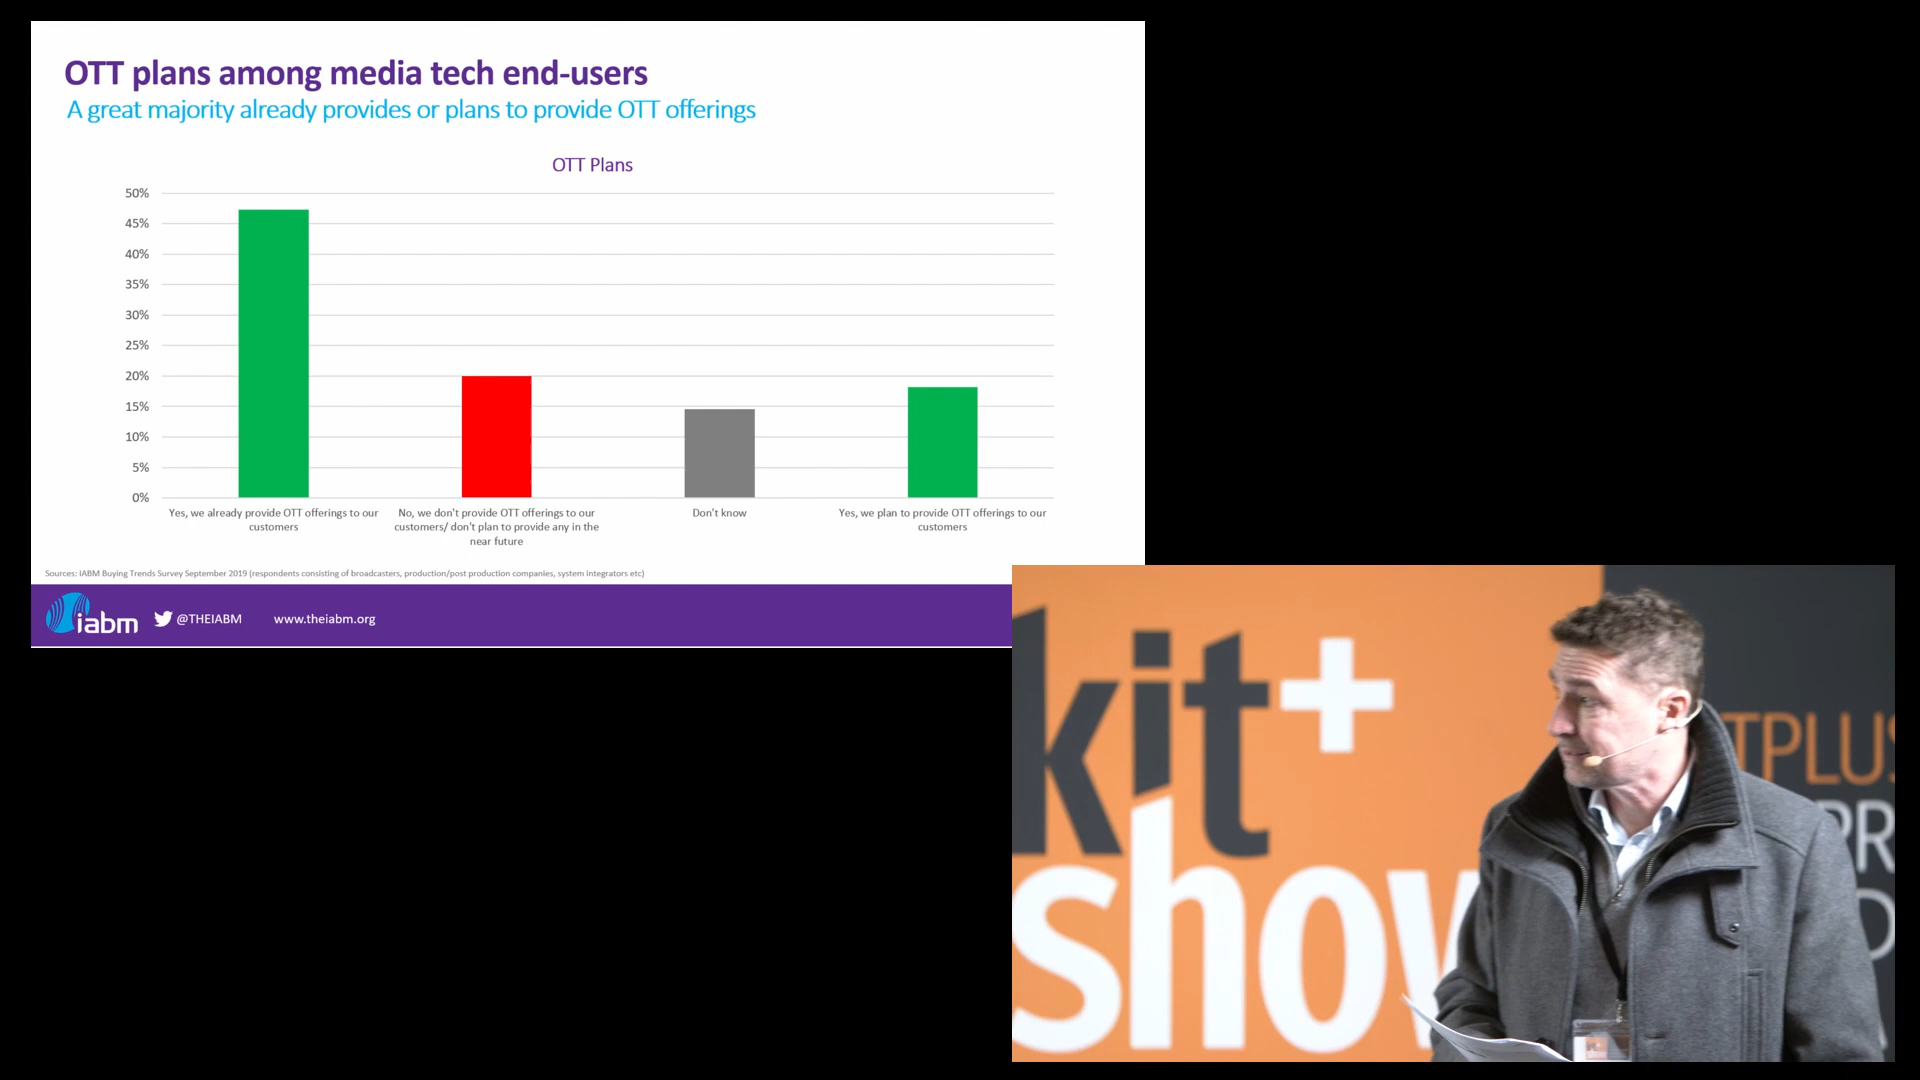 OTT plans among media tech end-users
A great majority already provides or plans to provide OTT offerings
OTT Plans
50%
45%
40%
35%
30%
25%
20%
15%
10%
5%
0%
Yes, we already provide OTT offerings to our
customers
No, we don't provide OTT offerings to our
customers/ don't plan to provide any in the
near future
Don't know
Yes, we plan to provide OTT offerings to our
customers
Sources: IABM Buying Trends Survey September 2019 (respondents consisting of broadcasters, production/post production companies, system integrators etc)
iabm
@THEIABM
www.theiabm.org
kit+
show
TPLUS
PR
D
kit
show